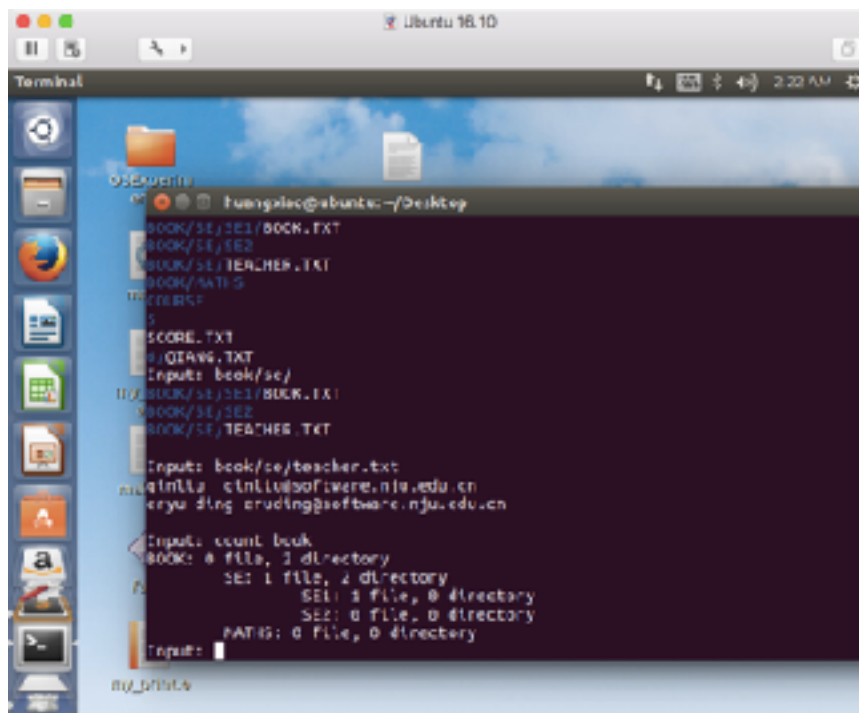 Ubuntu 16.10
Terminal
2:22 AM
@ubuntu: ~/Desktop
BOOK/SE/SE1/BOOK.TXT
BOOK/SE/SE2
BOOK/SE/TEACHER.TXT
BOOK/MATHS
COURSE
SCORE.TXT
QIANG.TXT
Input: book/se/
BOOK/SE/SE1/BOOK.TXT
BOOK/SE/SE2
BOOK/SE/TEACHER.TXT
Input: book/se/teacher.txt
qinliu qinliu@software.nju.edu.cn
eryu ding eruding@software.nju.edu.cn
Input: count book
BOOK: 0 file, 2 directory
SE: 1 file, 2 directory
SE1: 1 file, 0 directory
SE2: 0 file, 0 directory
MATHS: 0 file, 0 directory
Input: